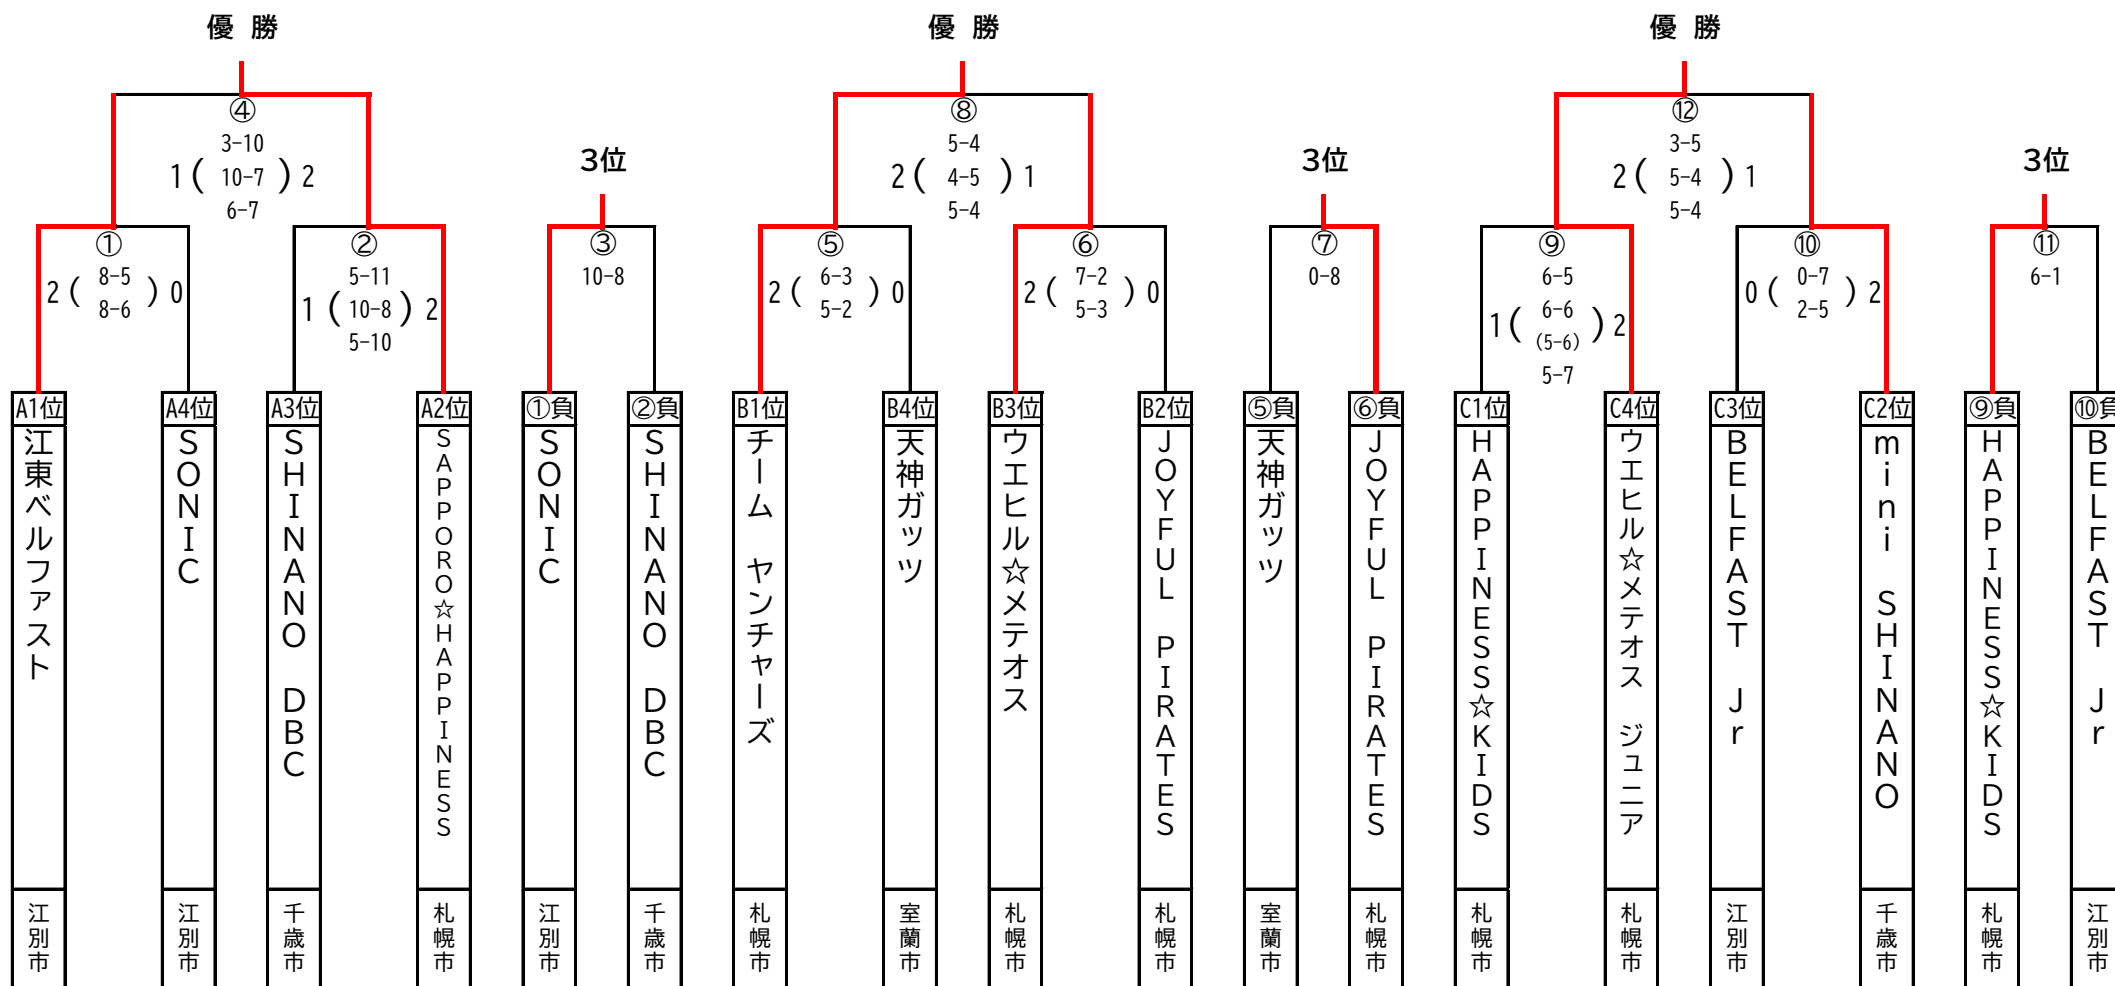 優 勝
優 勝
優 勝
④
3-10
1 ( 10-7 ) 2
6-7
3位
⑧
5-4
2 ( 4-5 ) 1
5-4
3位
⑫
3-5
2 ( 5-4 ) 1
5-4
3位
①
8-5
2 ( ) 0
8-6
②
5-11
1 ( 10-8 ) 2
5-10
③
10-8
⑤
6-3
2 ( ) 0
5-2
⑥
7-2
2 ( ) 0
5-3
⑦
0-8
⑨
6-5
6-6
1 ( ) 2
(5-6)
5-7
⑩
0-7
0 ( ) 2
2-5
⑪
6-1
A1位
江東ベルファスト
江別市
A4位
SONIC
江別市
A3位
SHINANO DBC
千歳市
A2位
SAPPORO☆HAPPINESS
札幌市
①負
SONIC
江別市
②負
SHINANO DBC
千歳市
B1位
チーム ヤンチャーズ
札幌市
B4位
天神ガッツ
室蘭市
B3位
ウエヒル☆メテオス
札幌市
B2位
JOYFUL PIRATES
札幌市
⑤負
天神ガッツ
室蘭市
⑥負
JOYFUL PIRATES
札幌市
C1位
HAPPINESS☆KIDS
札幌市
C4位
ウエヒル☆メテオス ジュニア
札幌市
C3位
BELFAST Jr
江別市
C2位
mini SHINANO
千歳市
⑨負
HAPPINESS☆KIDS
札幌市
⑩負
BELFAST Jr
江別市